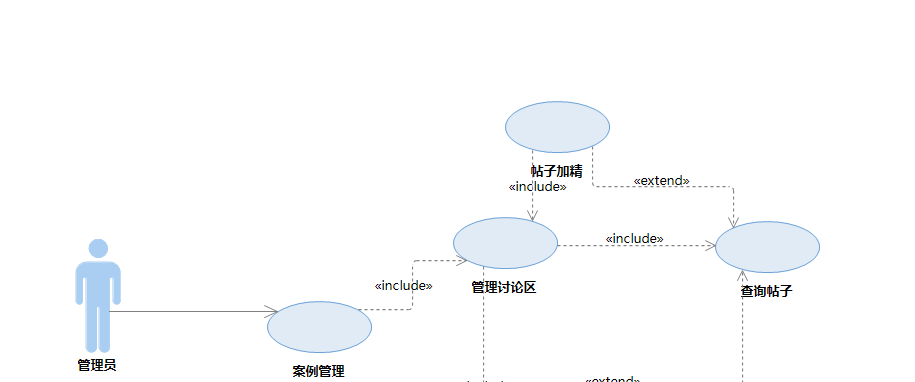 帖子加精
«include»
«extend»
«include»
«include»
管理讨论区
查询帖子
管理员
案例管理
«extend»